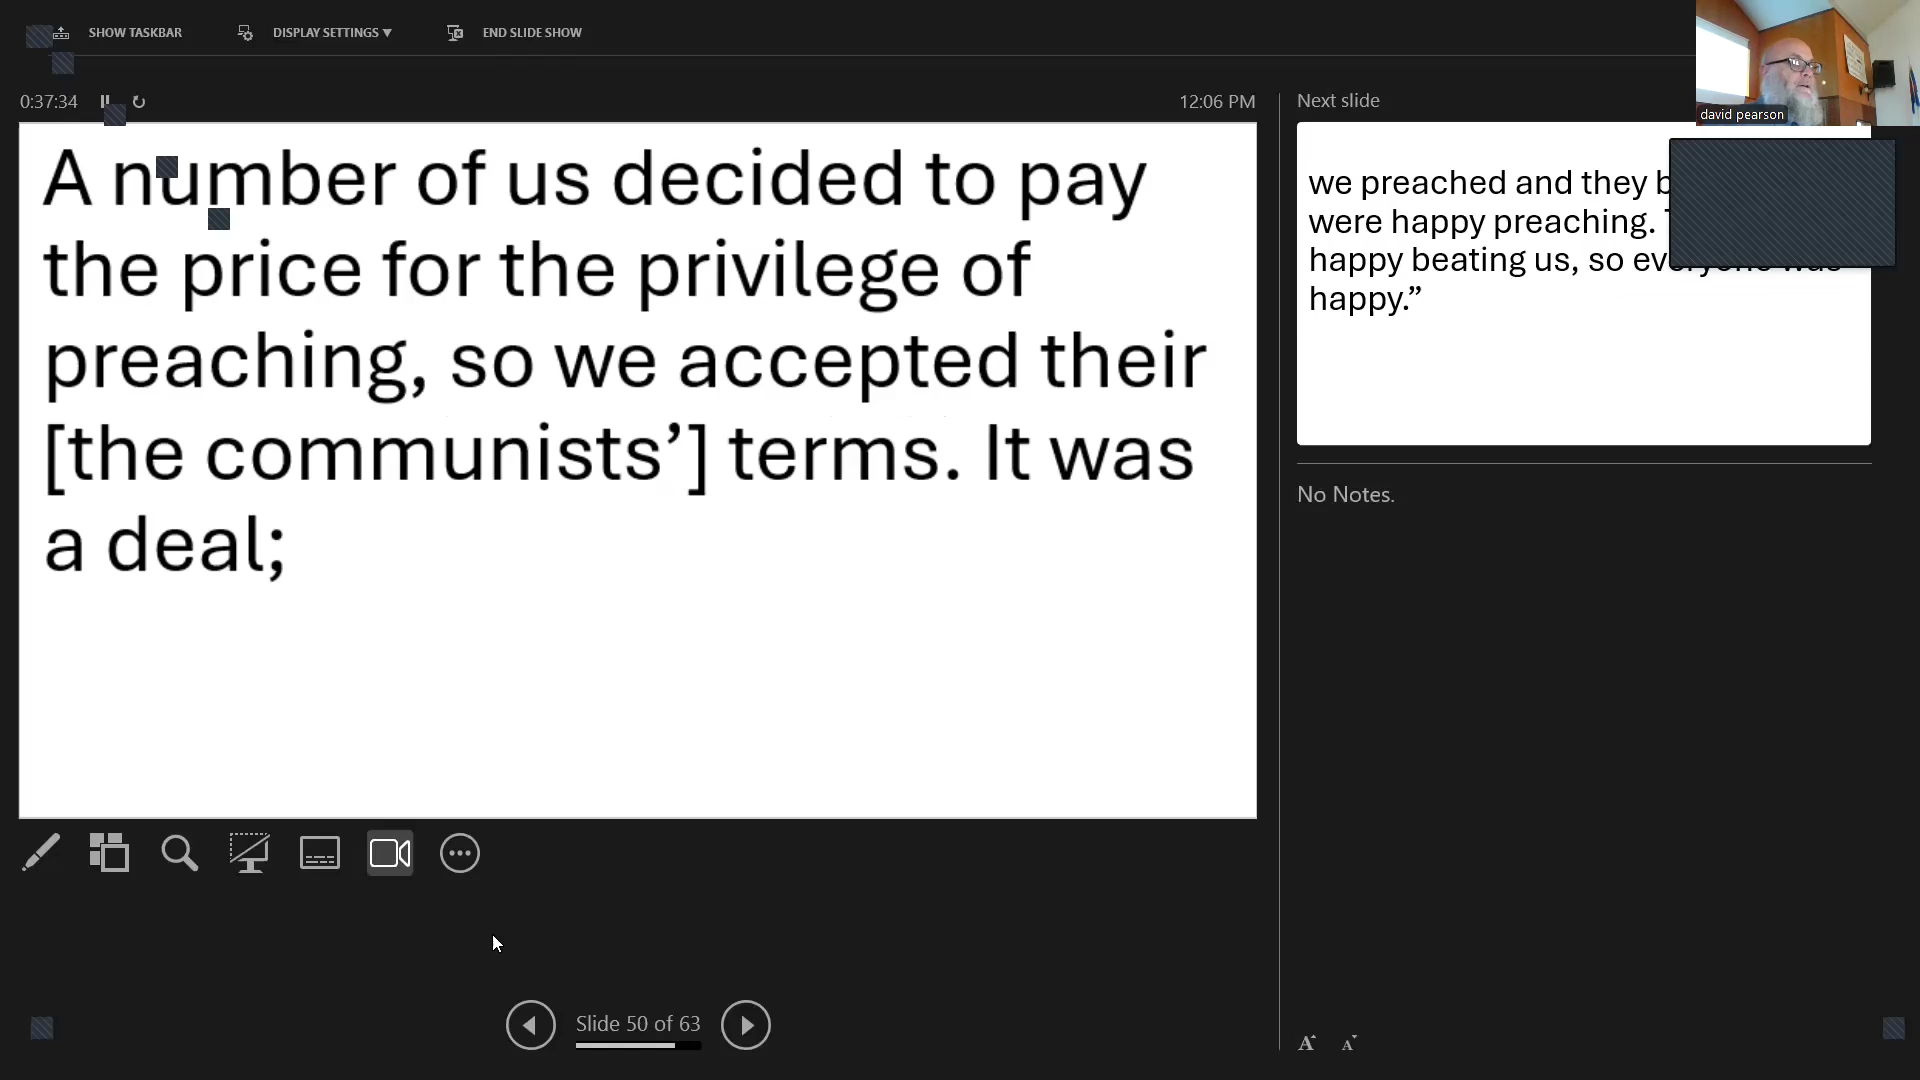 SHOW TASKBAR
DISPLAY SETTINGS ▼
END SLIDE SHOW
david pearson
0:37:34
12:06 PM
Next slide
A number of us decided to pay
the price for the privilege of
preaching, so we accepted their
[the communists’] terms. It was
a deal;
we preached and they
were happy preaching.
happy beating us, so everyone was
happy.”
No Notes.
Slide 50 of 63
A A